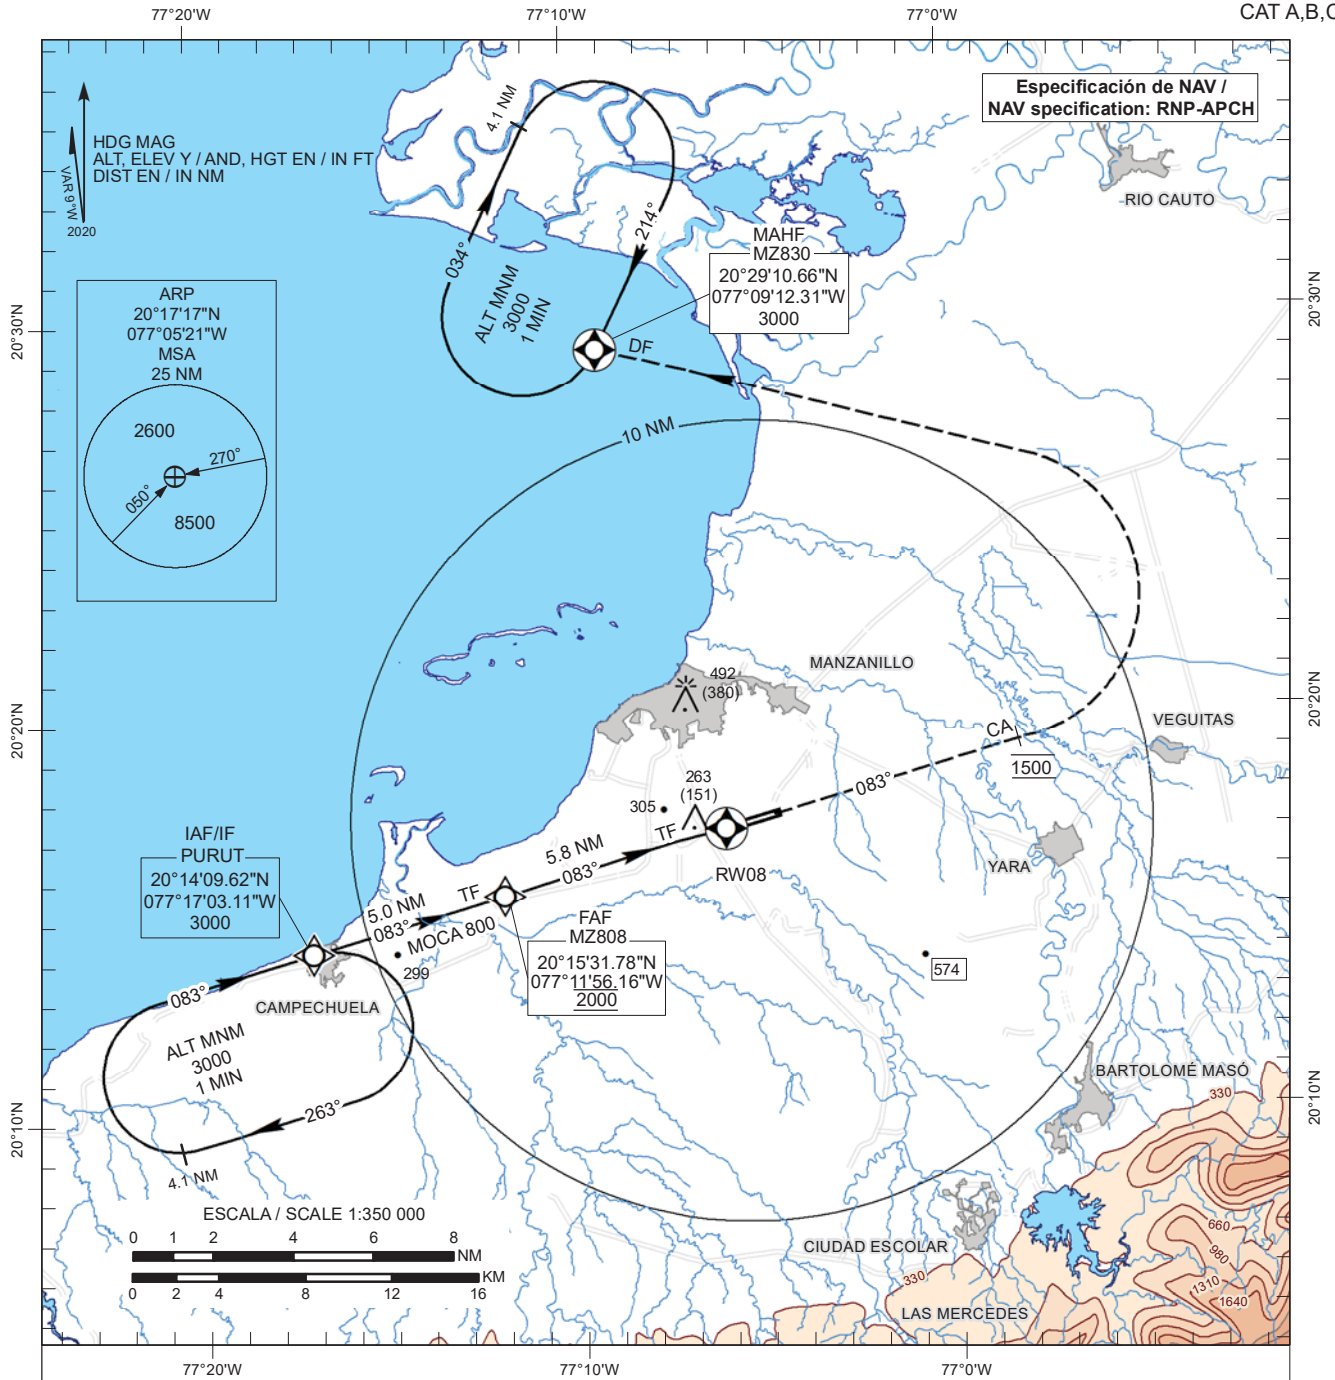 77°20'W
77°10'W
77°0'W
CAT A,B,C
Especificación de NAV /
NAV specification: RNP-APCH
HDG MAG
ALT, ELEV Y / AND, HGT EN / IN FT
DIST EN / IN NM
VAR 9°W
2020
4.1 NM
034°
214°
ALT MNM
3000
1 MIN
RIO CAUTO
MAHF
MZ830
20°29'10.66"N
077°09'12.31"W
3000
DF
ARP
20°17'17"N
077°05'21"W
MSA
25 NM
2600
270°
050°
8500
20°30'N
20°30'N
10 NM
MANZANILLO
492
(380)
20°20'N
20°20'N
VEGUITAS
CA
1500
083°
263
(151)
305
TF
RW08
YARA
5.8 NM
083°
IAF/IF
PURUT
20°14'09.62"N
077°17'03.11"W
3000
TF
5.0 NM
083°
MOCA 800
299
FAF
MZ808
20°15'31.78"N
077°11'56.16"W
2000
574
083°
CAMPECHUELA
ALT MNM
3000
1 MIN
263°
4.1 NM
BARTOLOMÉ MASÓ
330
20°10'N
20°10'N
ESCALA / SCALE 1:350 000
0 1 2 4 6 8
NM
KM
0 2 4 8 12 16
CIUDAD ESCOLAR
330
660
980
1310
1640
LAS MERCEDES
77°20'W
77°10'W
77°0'W